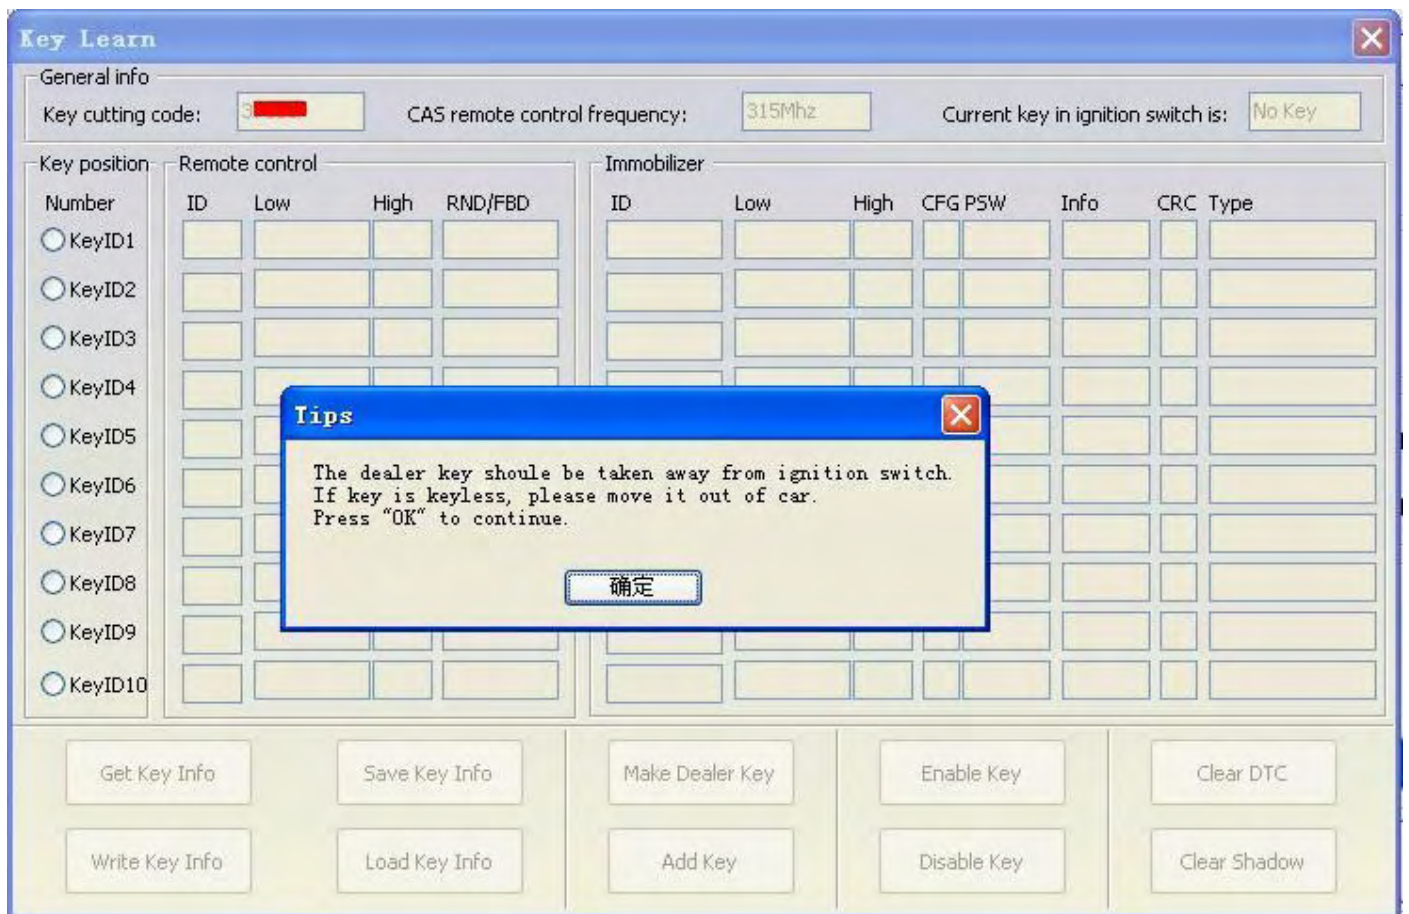 Key Learn
General info
Key cutting code: 3 CAS remote control frequency: 315Mhz Current key in ignition switch is: No Key
Key position Remote control Immobilizer
Number ID Low High RND/FBD ID Low High CFG PSW Info CRC Type
KeyID1
KeyID2
KeyID3
KeyID4
KeyID5
KeyID6
KeyID7
KeyID8
KeyID9
KeyID10
Tips
The dealer key shoule be taken away from ignition switch.
If key is keyless, please move it out of car.
Press "OK" to continue.
确定
Get Key Info Save Key Info Make Dealer Key Enable Key Clear DTC
Write Key Info Load Key Info Add Key Disable Key Clear Shadow